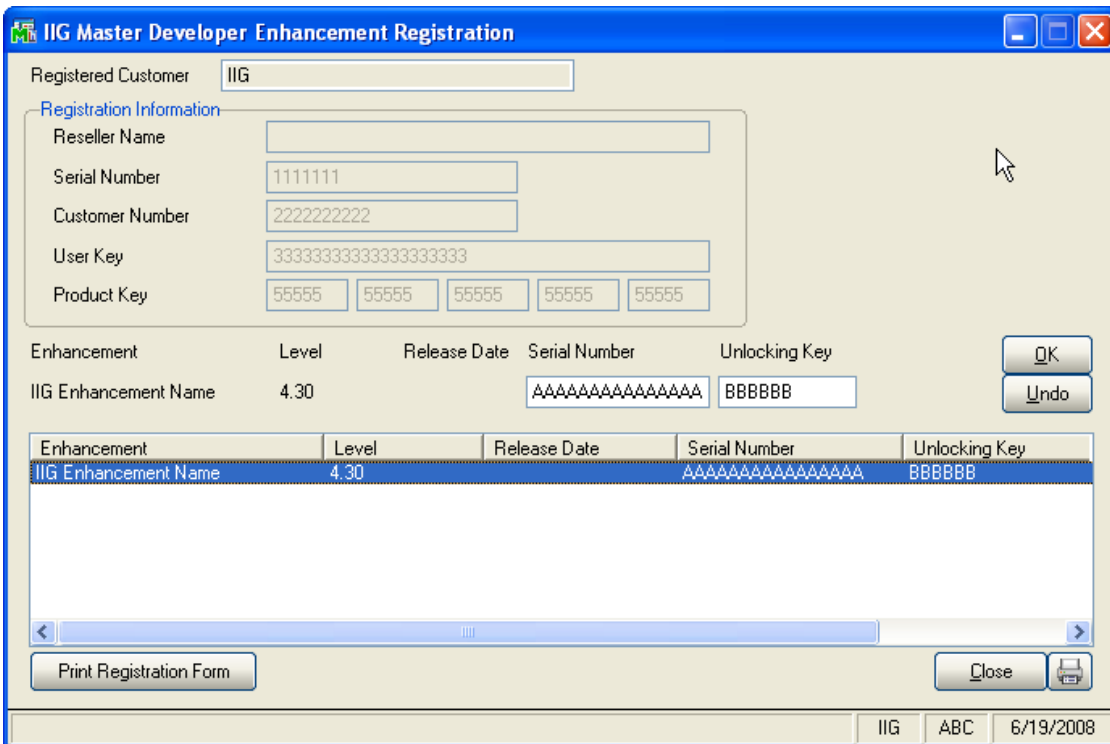 IIG Master Developer Enhancement Registration
Registered Customer IIG
Registration Information
Reseller Name
Serial Number 1111111
Customer Number 2222222222
User Key 33333333333333333333
Product Key 55555 55555 55555 55555 55555
Enhancement Level Release Date Serial Number Unlocking Key
OK
IIG Enhancement Name 4.30 AAAAAAAAAAAAAAA BBBBBB
Undo
Enhancement Level Release Date Serial Number Unlocking Key
IIG Enhancement Name 4.30 AAAAAAAAAAAAAAAA BBBBBB
Print Registration Form Close
IIG ABC 6/19/2008